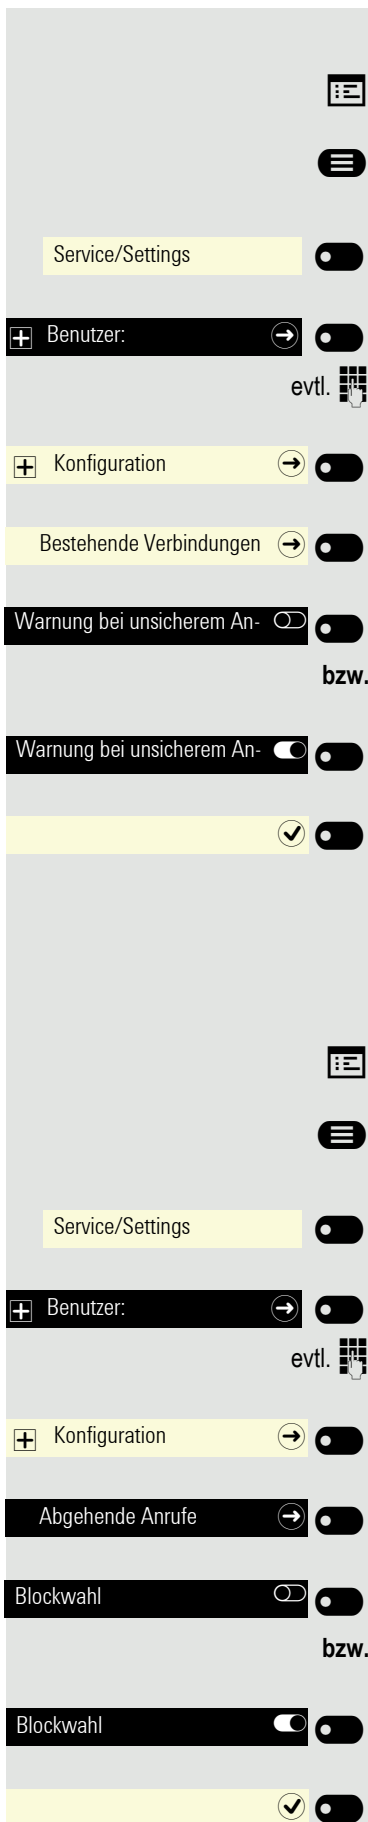 Service/Settings
Benutzer:
evtl.
Konfiguration
Bestehende Verbindungen
Warnung bei unsicherem An-
bzw.
Warnung bei unsicherem An-
Service/Settings
Benutzer:
evtl.
Konfiguration
Abgehende Anrufe
Blockwahl
bzw.
Blockwahl